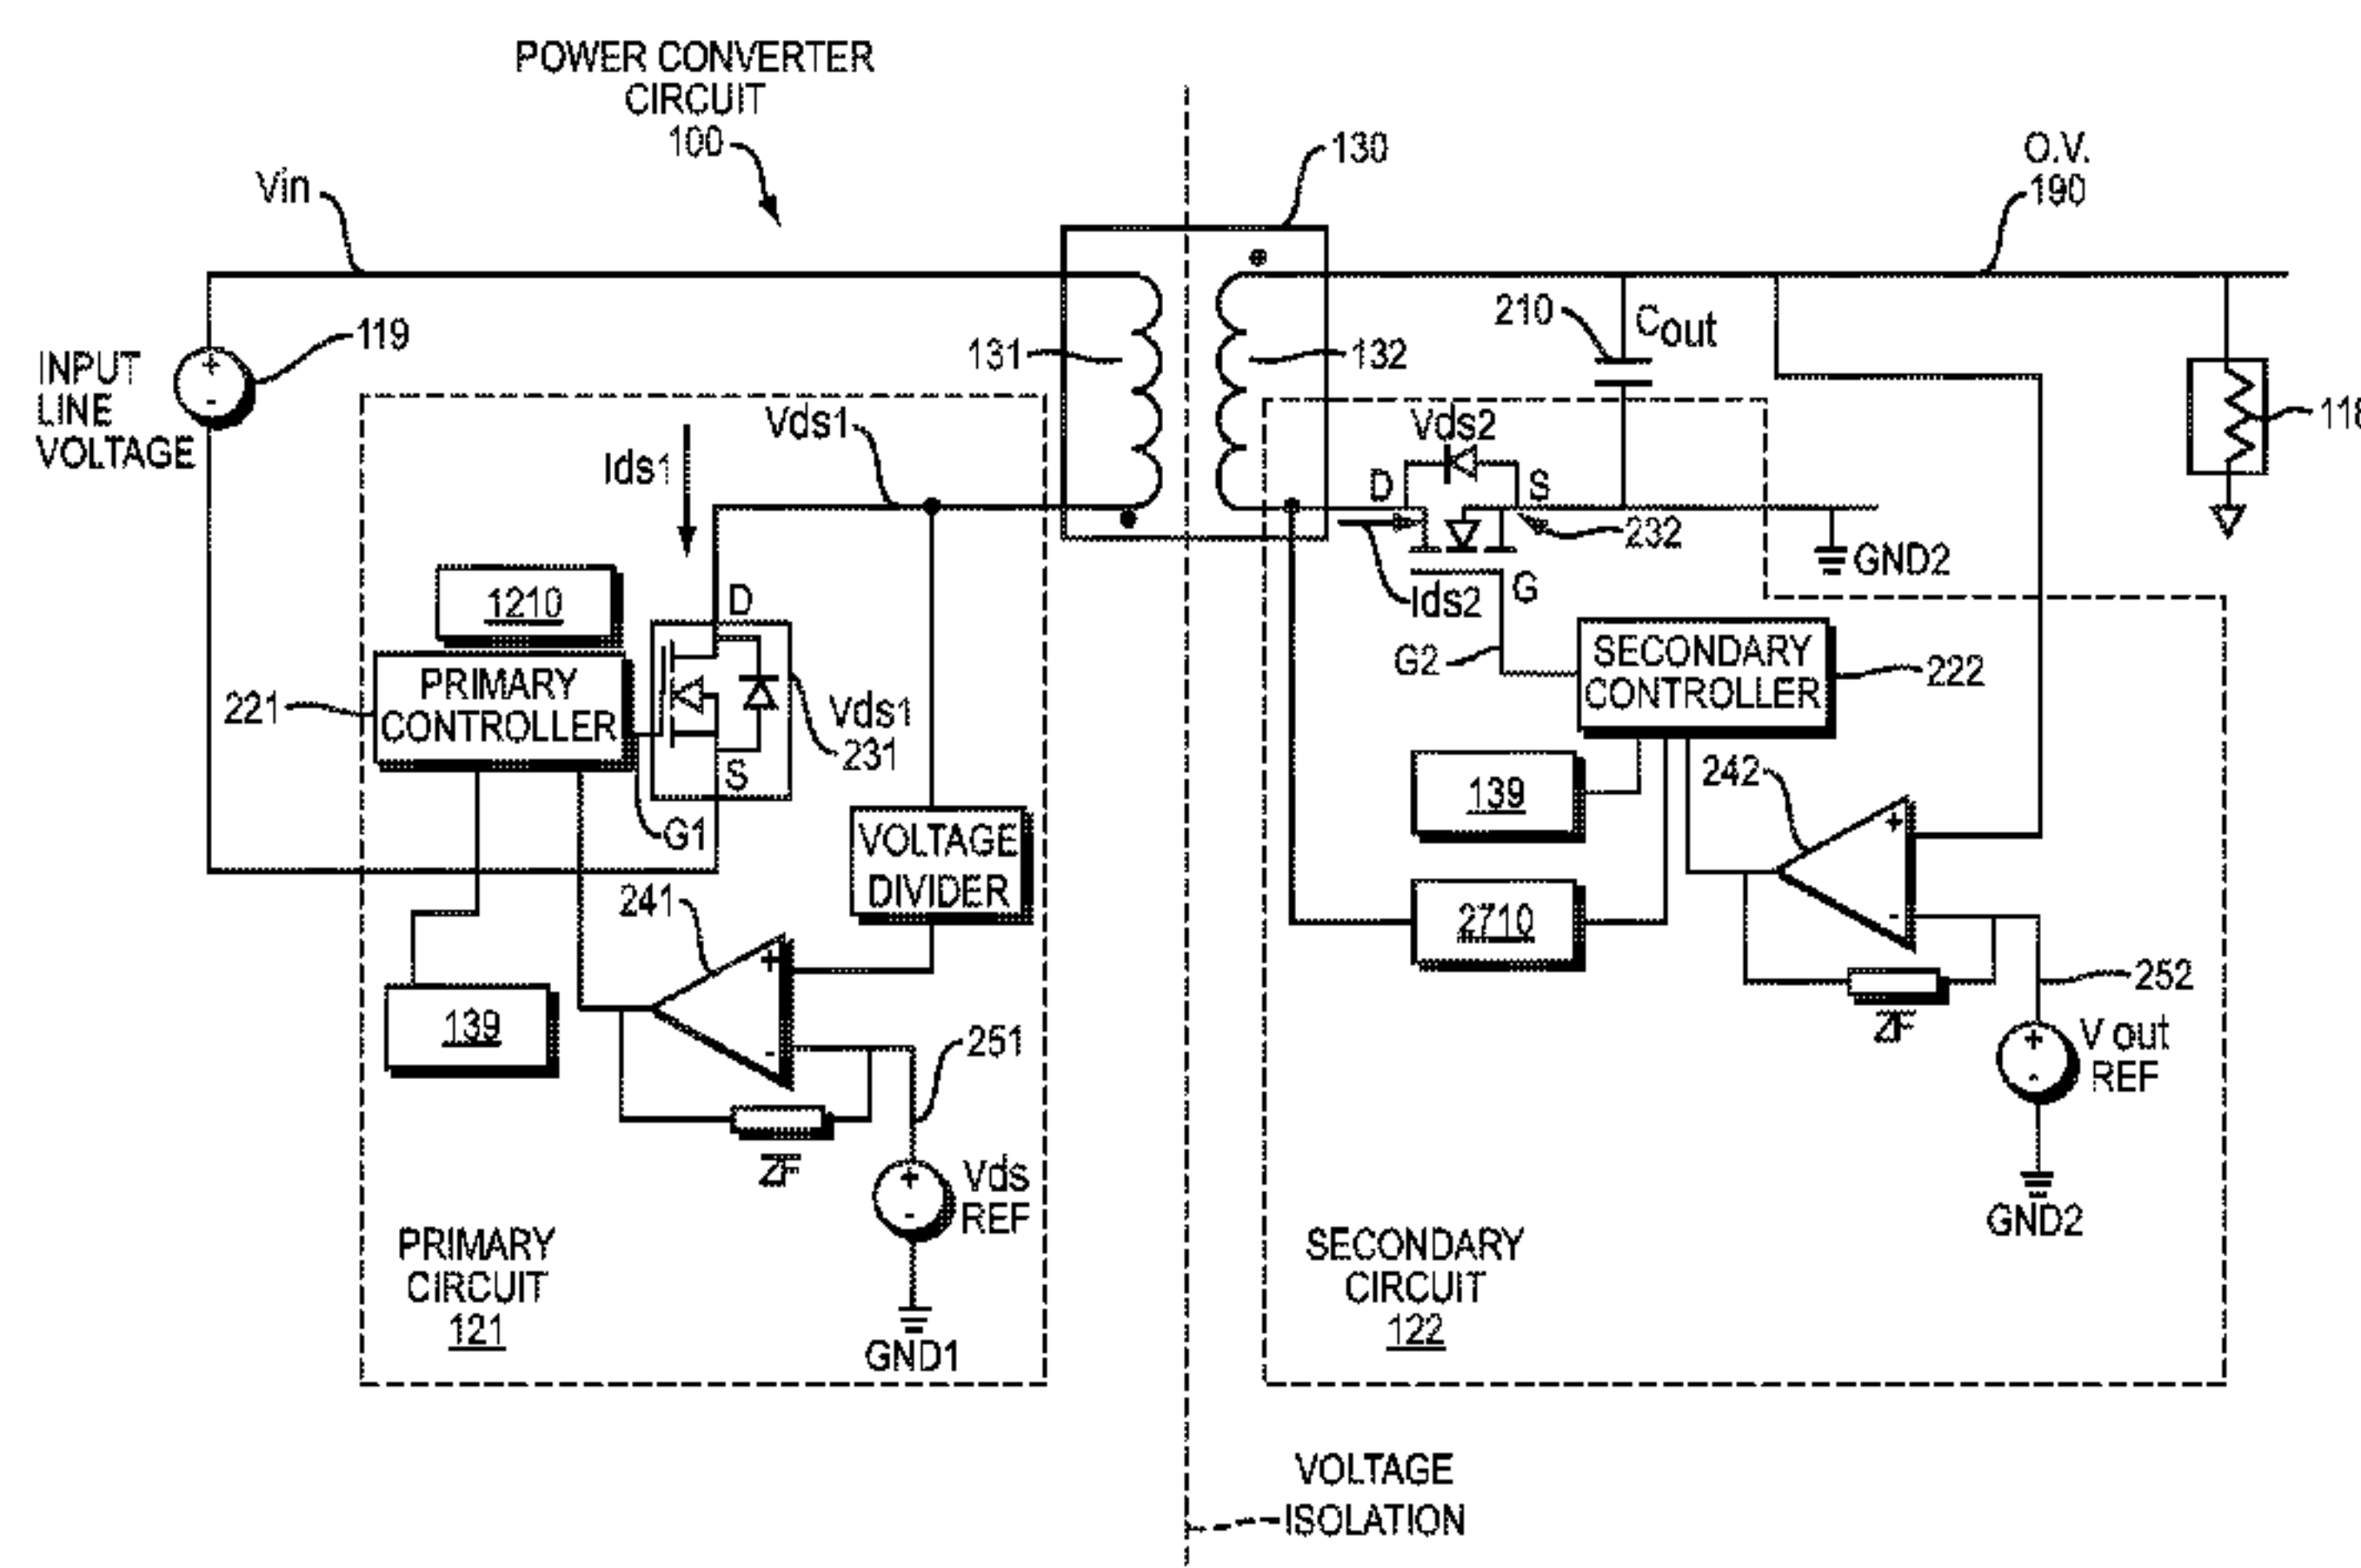 POWER CONVERTER
CIRCUIT
100
Vin
130
O.V.
190
119
INPUT
LINE
VOLTAGE
131
132
210
Cout
118
Vds1
Ids1
Vds2
D
S
232
GND2
Ids2
G
G2
1210
D
PRIMARY
CONTROLLER
221
Vds1
231
S
G1
SECONDARY
CONTROLLER
222
139
242
+
-
2710
VOLTAGE
DIVIDER
241
+
-
139
251
252
ZF
V out
REF
+
-
ZF
Vds
REF
+
-
GND2
GND1
PRIMARY
CIRCUIT
121
SECONDARY
CIRCUIT
122
VOLTAGE
ISOLATION
+
-